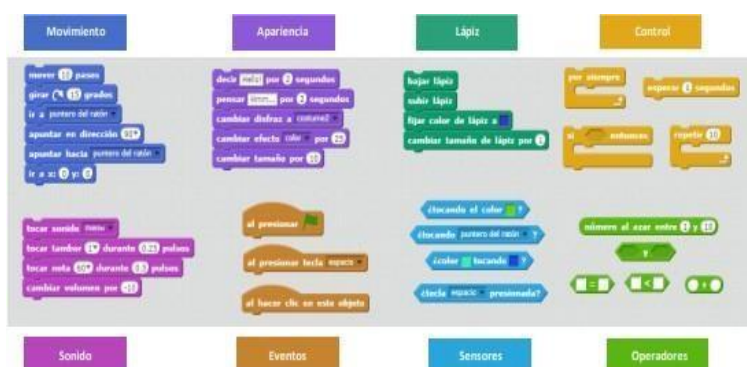 Movimiento
Apariencia
Lápiz
Control
mover 10 pasos
girar 15 grados
ir a puntero del ratón
apuntar en dirección 90
apuntar hacia puntero del ratón
ir a x: 0 y: 0
decir por 2 segundos
pensar por 2 segundos
cambiar disfraz a costume2
cambiar efecto color por 25
cambiar tamaño por 10
bajar lápiz
subir lápiz
fijar color de lápiz a
cambiar tamaño de lápiz por 1
por siempre
esperar 1 segundos
si entonces
repetir 10
tocar sonido meow
tocar tambor 1 durante 0.25 pulsos
tocar nota 60 durante 0.5 pulsos
cambiar volumen por -10
al presionar
al presionar tecla espacio
al hacer clic en este objeto
¿tocando el color ?
¿tocando puntero del ratón ?
¿color tocando ?
¿tecla espacio presionada?
número al azar entre 1 y 10
y
=
<
+
Sonido
Eventos
Sensores
Operadores